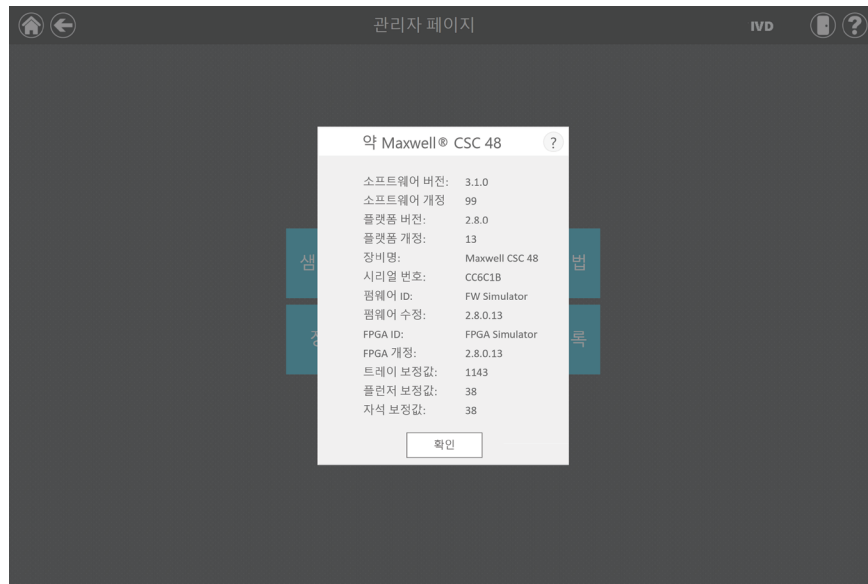 관리자 페이지
IVD
?
약 Maxwell® CSC 48
?
소프트웨어 버전: 3.1.0
소프트웨어 개정 99
플랫폼 버전: 2.8.0
플랫폼 개정: 13
장비명: Maxwell CSC 48
시리얼 번호: CC6C1B
펌웨어 ID: FW Simulator
펌웨어 수정: 2.8.0.13
FPGA ID: FPGA Simulator
FPGA 개정: 2.8.0.13
트레이 보정값: 1143
플런저 보정값: 38
자석 보정값: 38
확인
샘
법
록